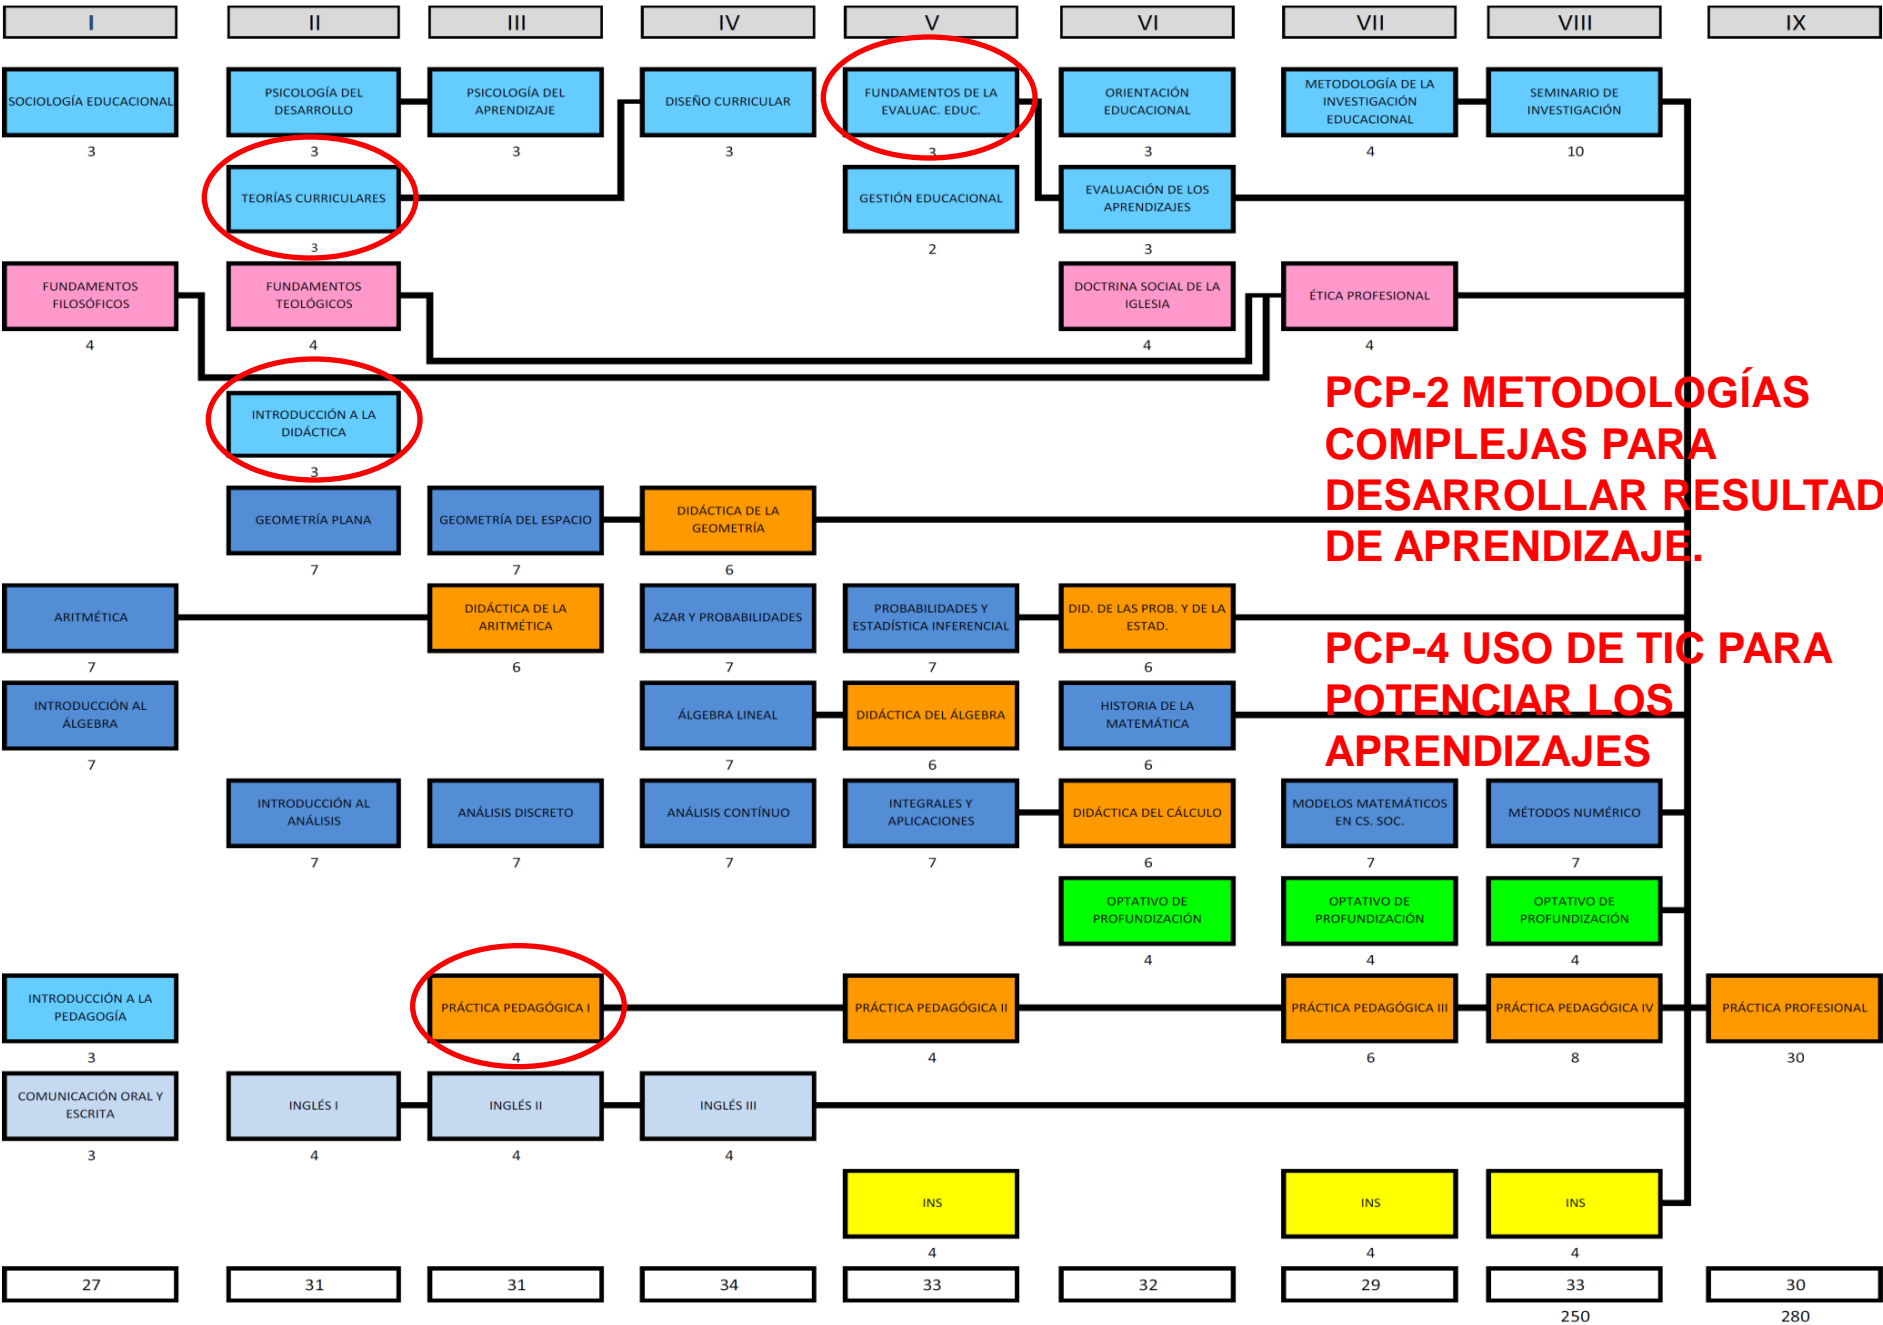 I
II
III
IV
V
VI
VII
VIII
IX
SOCIOLOGÍA EDUCACIONAL
3
PSICOLOGÍA DEL
DESARROLLO
3
PSICOLOGÍA DEL
APRENDIZAJE
3
DISEÑO CURRICULAR
3
FUNDAMENTOS DE LA
EVALUAC. EDUC.
3
ORIENTACIÓN
EDUCACIONAL
3
METODOLOGÍA DE LA
INVESTIGACIÓN
EDUCACIONAL
4
SEMINARIO DE
INVESTIGACIÓN
10
TEORÍAS CURRICULARES
3
GESTIÓN EDUCACIONAL
2
EVALUACIÓN DE LOS
APRENDIZAJES
3
FUNDAMENTOS
FILOSÓFICOS
4
FUNDAMENTOS
TEOLÓGICOS
4
DOCTRINA SOCIAL DE LA
IGLESIA
4
ÉTICA PROFESIONAL
4
INTRODUCCIÓN A LA
DIDÁCTICA
3
PCP-2 METODOLOGÍAS
COMPLEJAS PARA
DESARROLLAR RESULTAD
DE APRENDIZAJE.
GEOMETRÍA PLANA
7
GEOMETRÍA DEL ESPACIO
7
DIDÁCTICA DE LA
GEOMETRÍA
6
ARITMÉTICA
7
DIDÁCTICA DE LA
ARITMÉTICA
6
AZAR Y PROBABILIDADES
7
PROBABILIDADES Y
ESTADÍSTICA INFERENCIAL
7
DID. DE LAS PROB. Y DE LA
ESTAD.
6
PCP-4 USO DE TIC PARA
POTENCIAR LOS
APRENDIZAJES
INTRODUCCIÓN AL
ÁLGEBRA
7
ÁLGEBRA LINEAL
7
DIDÁCTICA DEL ÁLGEBRA
6
HISTORIA DE LA
MATEMÁTICA
6
INTRODUCCIÓN AL
ANÁLISIS
7
ANÁLISIS DISCRETO
7
ANÁLISIS CONTÍNUO
7
INTEGRALES Y
APLICACIONES
7
DIDÁCTICA DEL CÁLCULO
6
MODELOS MATEMÁTICOS
EN CS. SOC.
7
MÉTODOS NUMÉRICO
7
OPTATIVO DE
PROFUNDIZACIÓN
4
OPTATIVO DE
PROFUNDIZACIÓN
4
OPTATIVO DE
PROFUNDIZACIÓN
4
INTRODUCCIÓN A LA
PEDAGOGÍA
3
PRÁCTICA PEDAGÓGICA I
4
PRÁCTICA PEDAGÓGICA II
4
PRÁCTICA PEDAGÓGICA III
6
PRÁCTICA PEDAGÓGICA IV
8
PRÁCTICA PROFESIONAL
30
COMUNICACIÓN ORAL Y
ESCRITA
3
INGLÉS I
4
INGLÉS II
4
INGLÉS III
4
INS
4
INS
4
INS
4
27
31
31
34
33
32
29
33
30
250
280